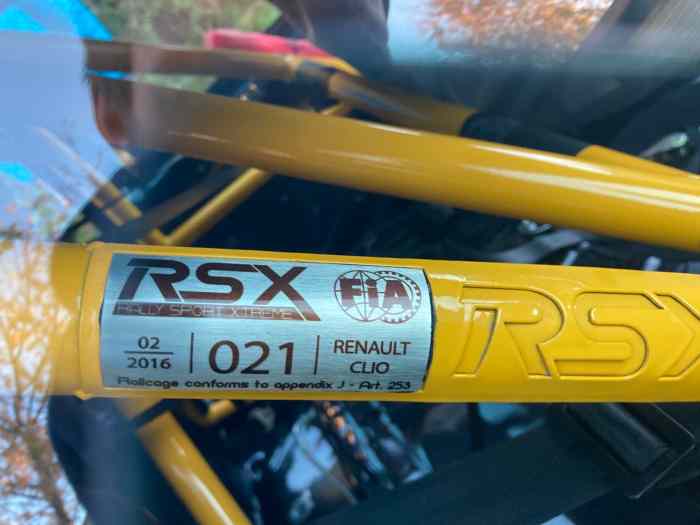 RSX
RALLY SPORT XTREME
FIA
02
2016
021
RENAULT
CLIO
Rollcage conforms to appendix J - Art. 253
RSX